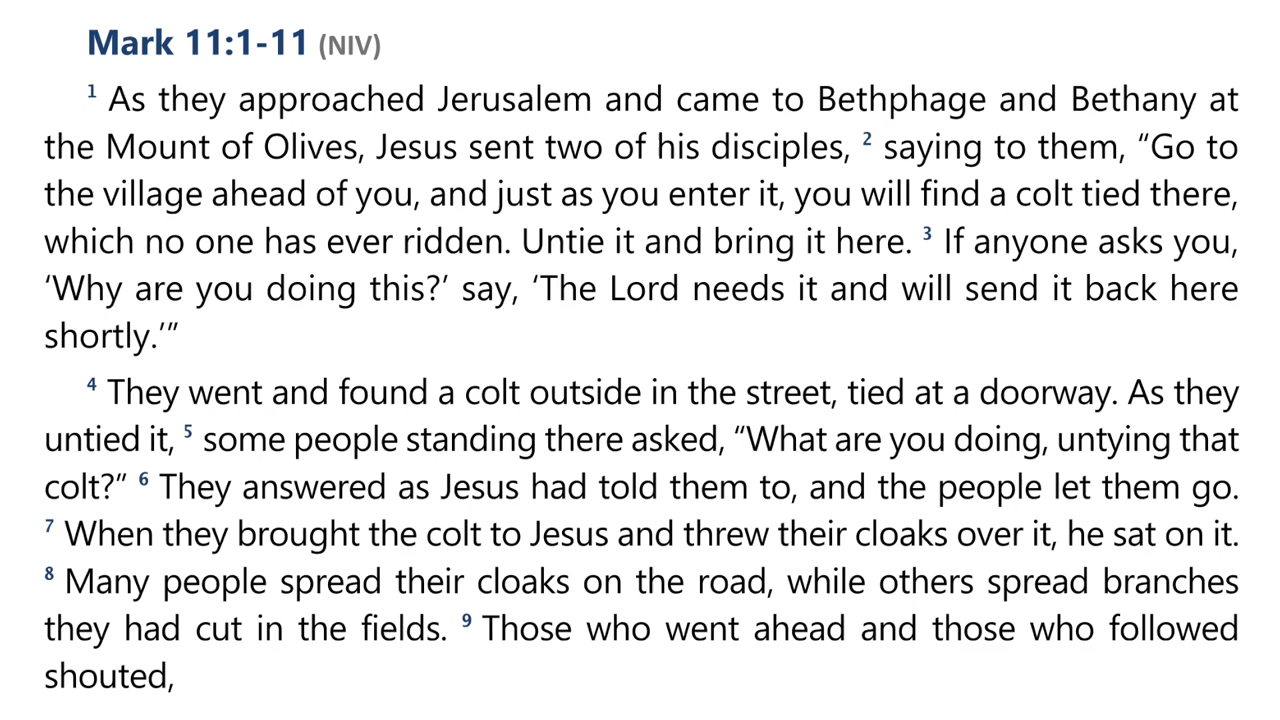 Mark 11:1-11 (NIV)
1 As they approached Jerusalem and came to Bethphage and Bethany at
the Mount of Olives, Jesus sent two of his disciples, 2 saying to them, “Go to
the village ahead of you, and just as you enter it, you will find a colt tied there,
which no one has ever ridden. Untie it and bring it here. 3 If anyone asks you,
‘Why are you doing this?’ say, ‘The Lord needs it and will send it back here
shortly.’”
4 They went and found a colt outside in the street, tied at a doorway. As they
untied it, 5 some people standing there asked, “What are you doing, untying that
colt?” 6 They answered as Jesus had told them to, and the people let them go.
7 When they brought the colt to Jesus and threw their cloaks over it, he sat on it.
8 Many people spread their cloaks on the road, while others spread branches
they had cut in the fields. 9 Those who went ahead and those who followed
shouted,